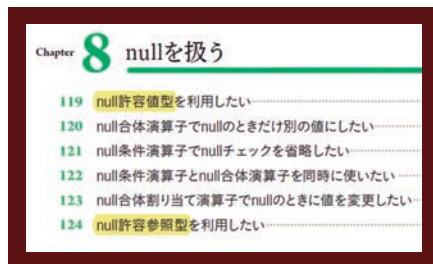 Chapter 8 nullを扱う
119 null許容値型を利用したい
120 null合体演算子でnullのときだけ別の値にしたい
121 null条件演算子でnullチェックを省略したい
122 null条件演算子とnull合体演算子を同時に使いたい
123 null合体割り当て演算子でnullのときに値を変更したい
124 null許容参照型を利用したい